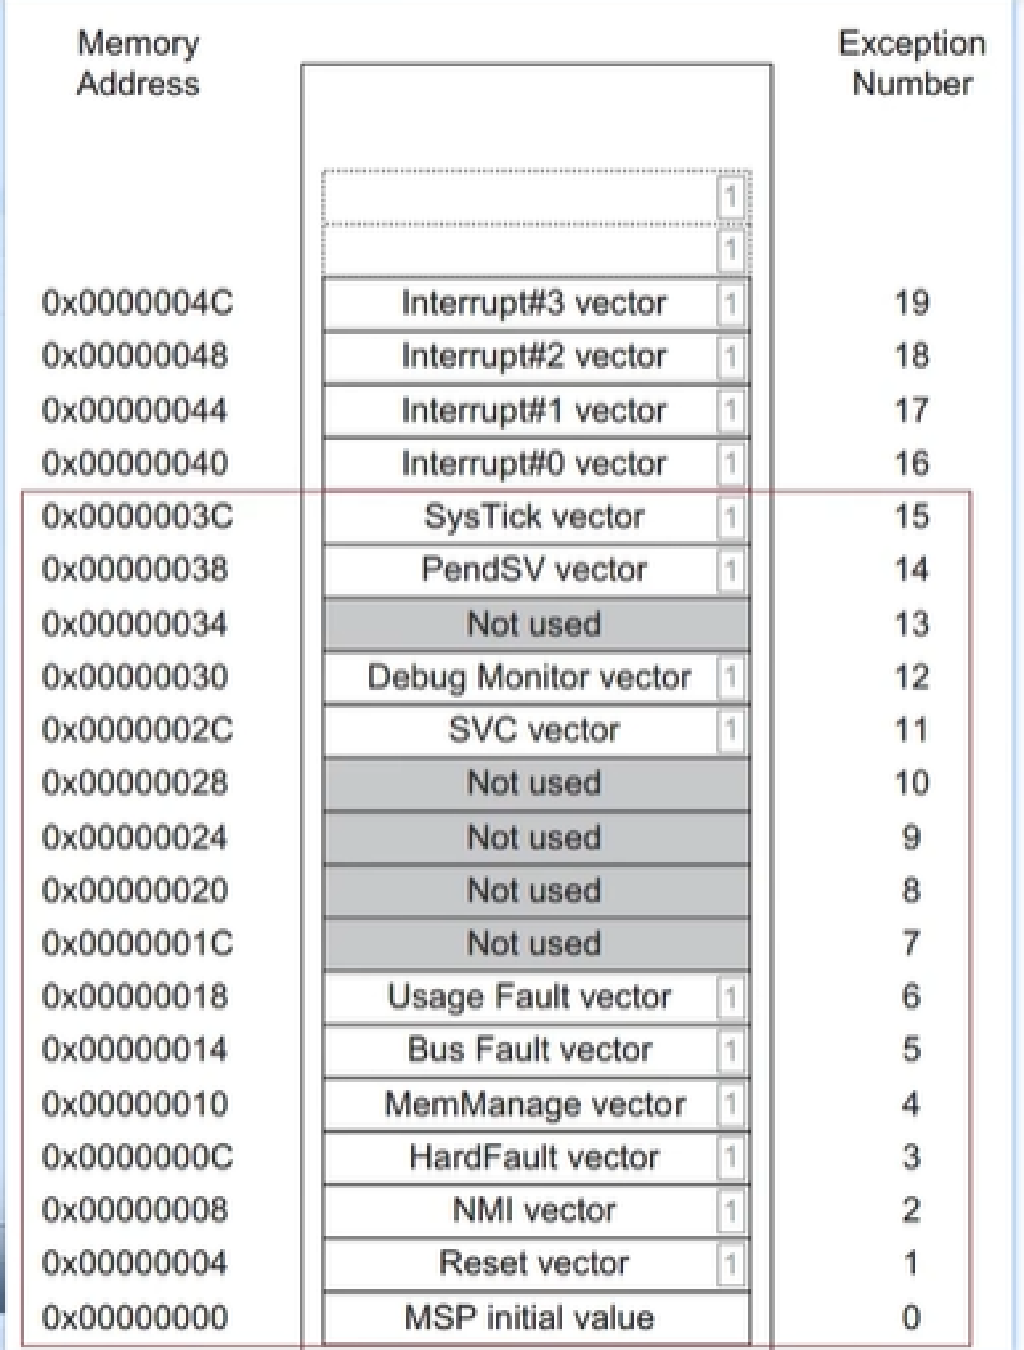 Memory Address
Exception Number
1
1
0x0000004C Interrupt#3 vector 1 19
0x00000048 Interrupt#2 vector 1 18
0x00000044 Interrupt#1 vector 1 17
0x00000040 Interrupt#0 vector 1 16
0x0000003C SysTick vector 1 15
0x00000038 PendSV vector 1 14
0x00000034 Not used 13
0x00000030 Debug Monitor vector 1 12
0x0000002C SVC vector 1 11
0x00000028 Not used 10
0x00000024 Not used 9
0x00000020 Not used 8
0x0000001C Not used 7
0x00000018 Usage Fault vector 1 6
0x00000014 Bus Fault vector 1 5
0x00000010 MemManage vector 1 4
0x0000000C HardFault vector 1 3
0x00000008 NMI vector 1 2
0x00000004 Reset vector 1 1
0x00000000 MSP initial value 0